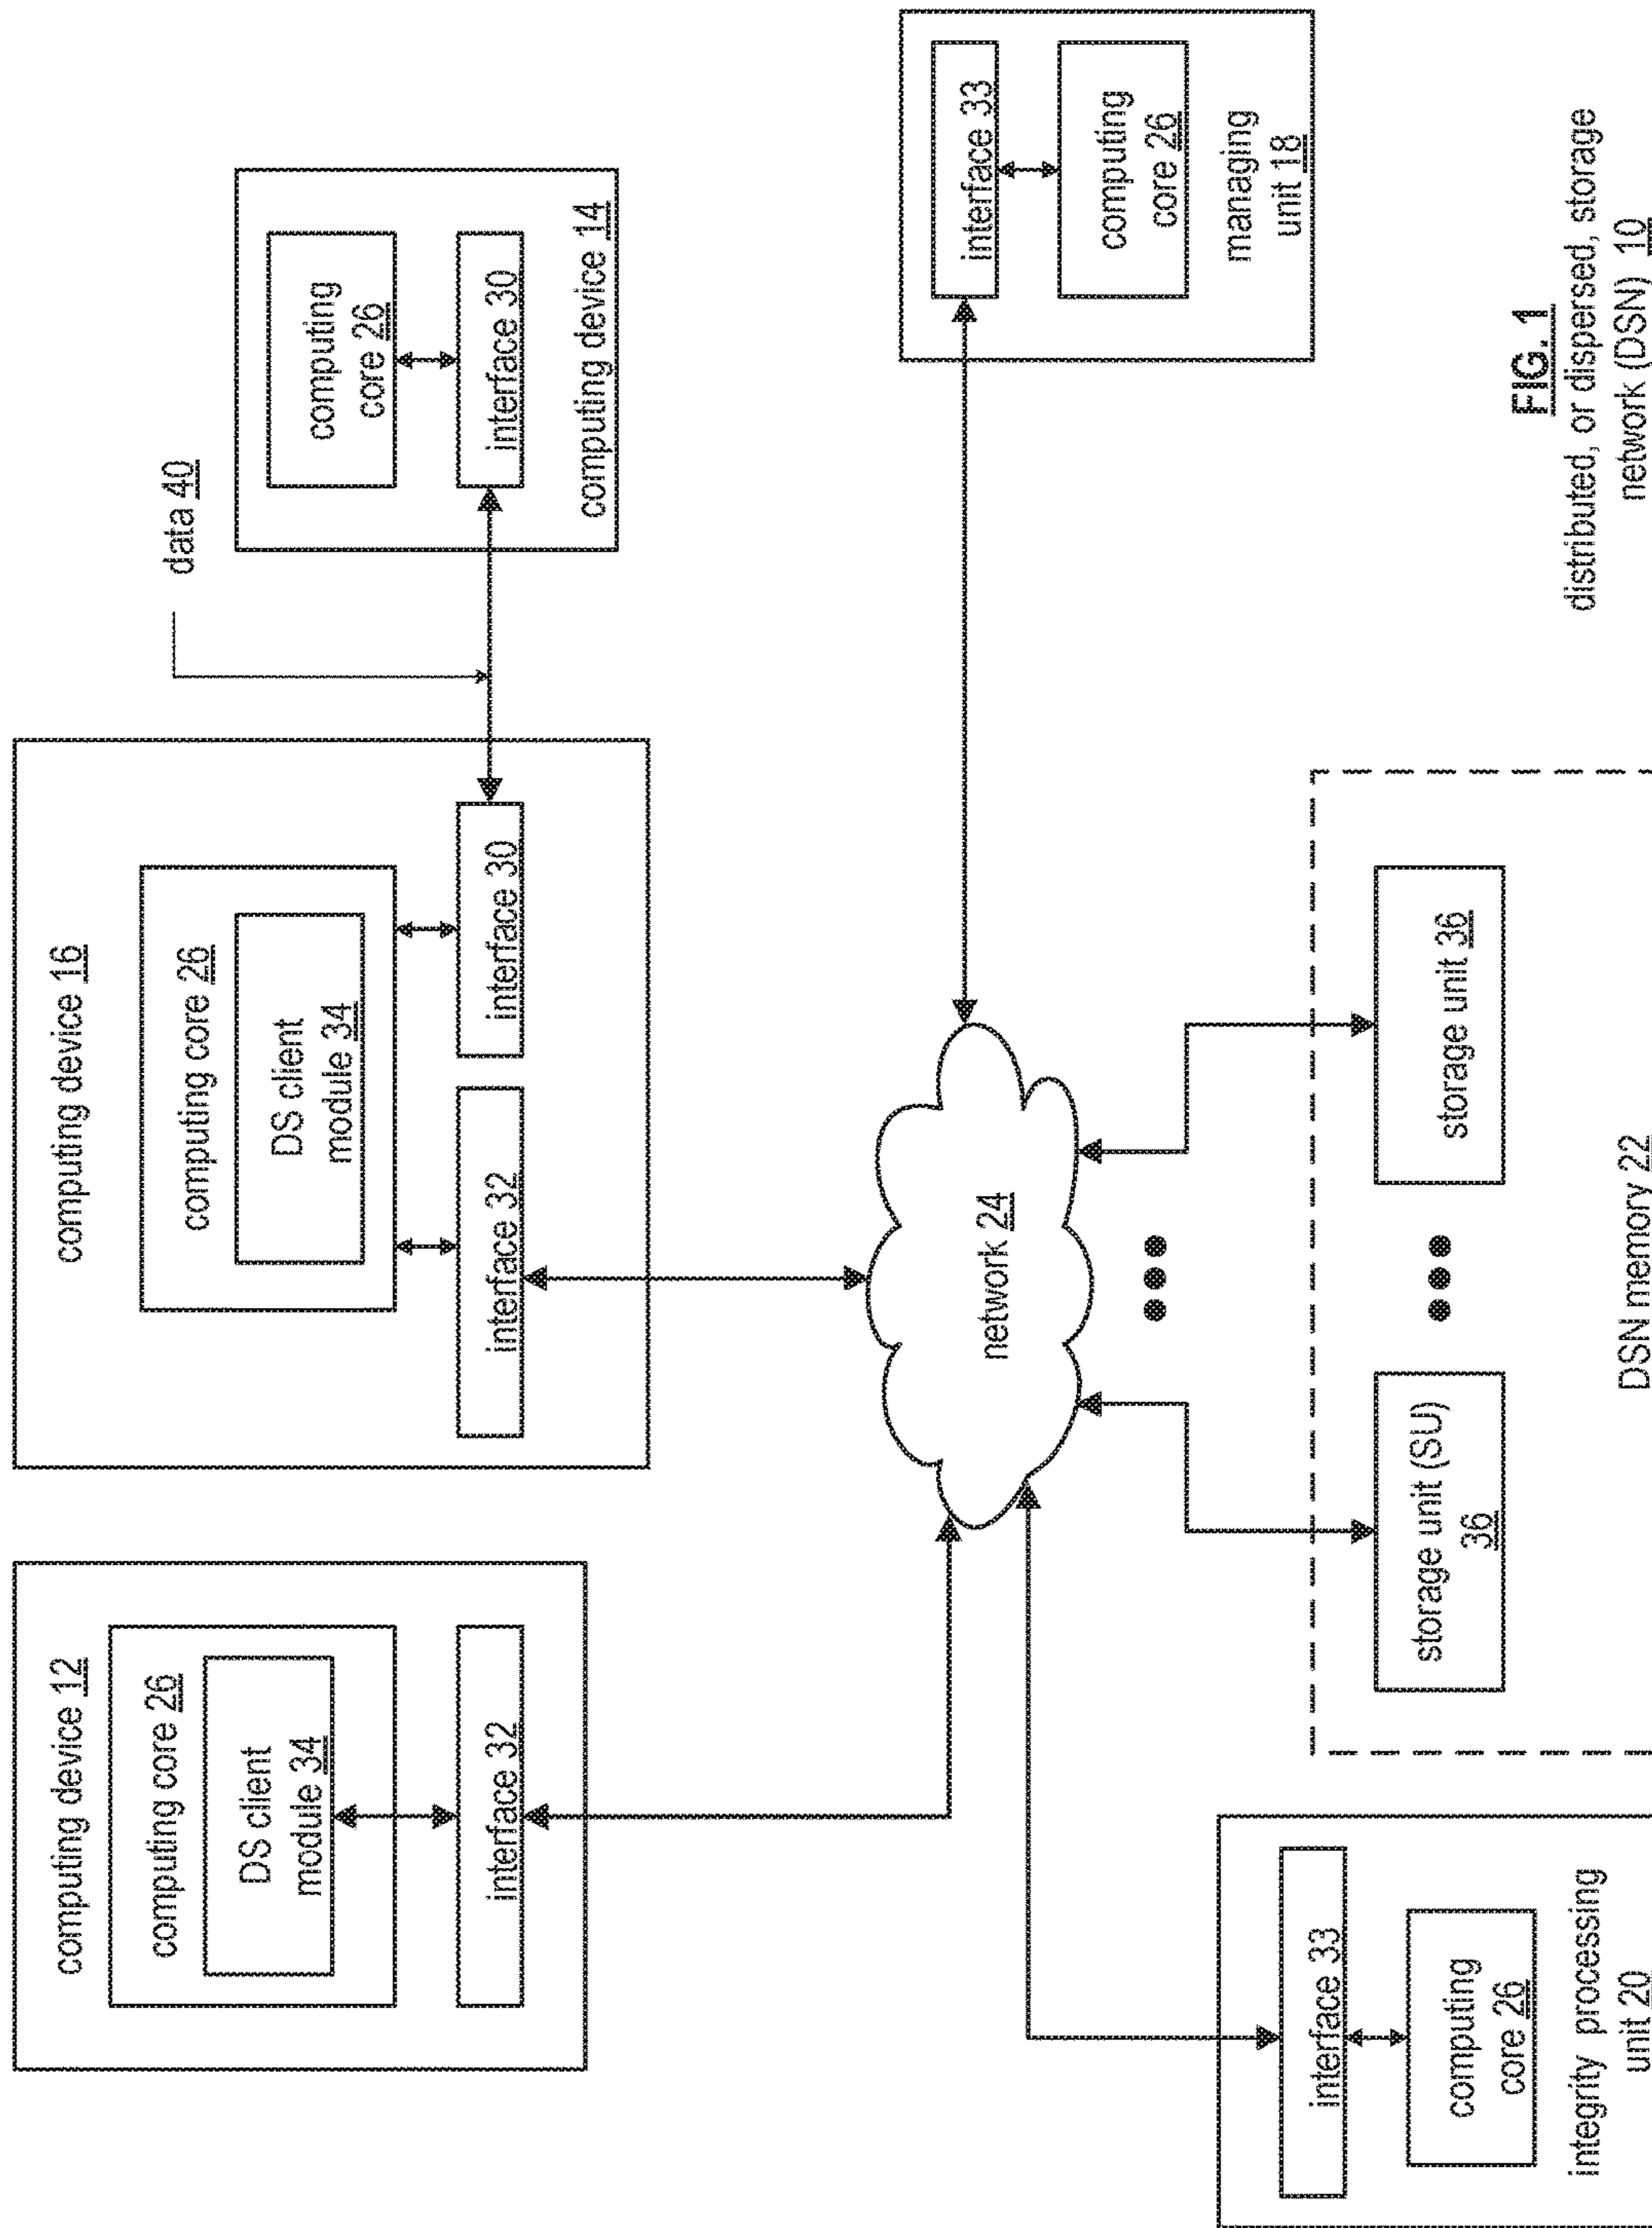 computing device 12
computing core 26
DS client
module 34
interface 32
computing device 16
computing core 26
DS client
module 34
interface 32
interface 30
data 40
computing
core 26
interface 30
computing device 14
network 24
interface 33
computing
core 26
managing
unit 18
interface 33
computing
core 26
integrity processing
unit 20
storage unit (SU)
36
storage unit 36
DSN memory 22
FIG. 1
distributed, or dispersed, storage
network (DSN) 10